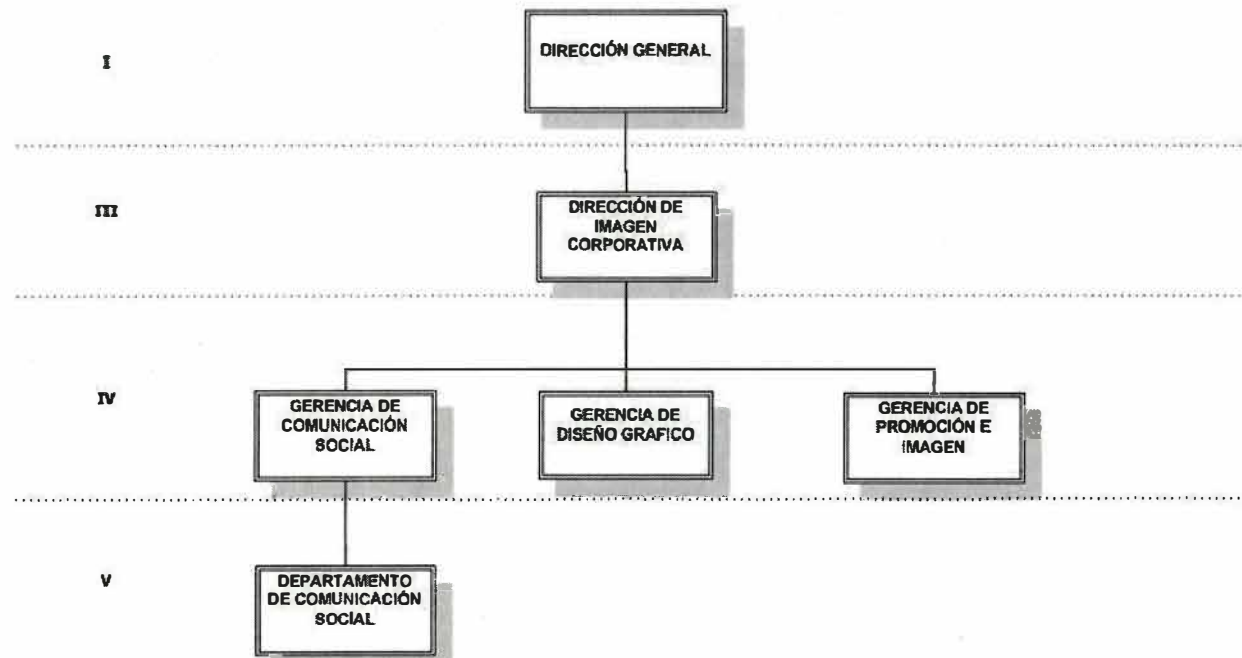 I
DIRECCIÓN GENERAL
III
DIRECCIÓN DE
IMAGEN
CORPORATIVA
IV
GERENCIA DE
COMUNICACIÓN
SOCIAL
GERENCIA DE
DISEÑO GRAFICO
GERENCIA DE
PROMOCIÓN E
IMAGEN
V
DEPARTAMENTO
DE COMUNICACIÓN
SOCIAL